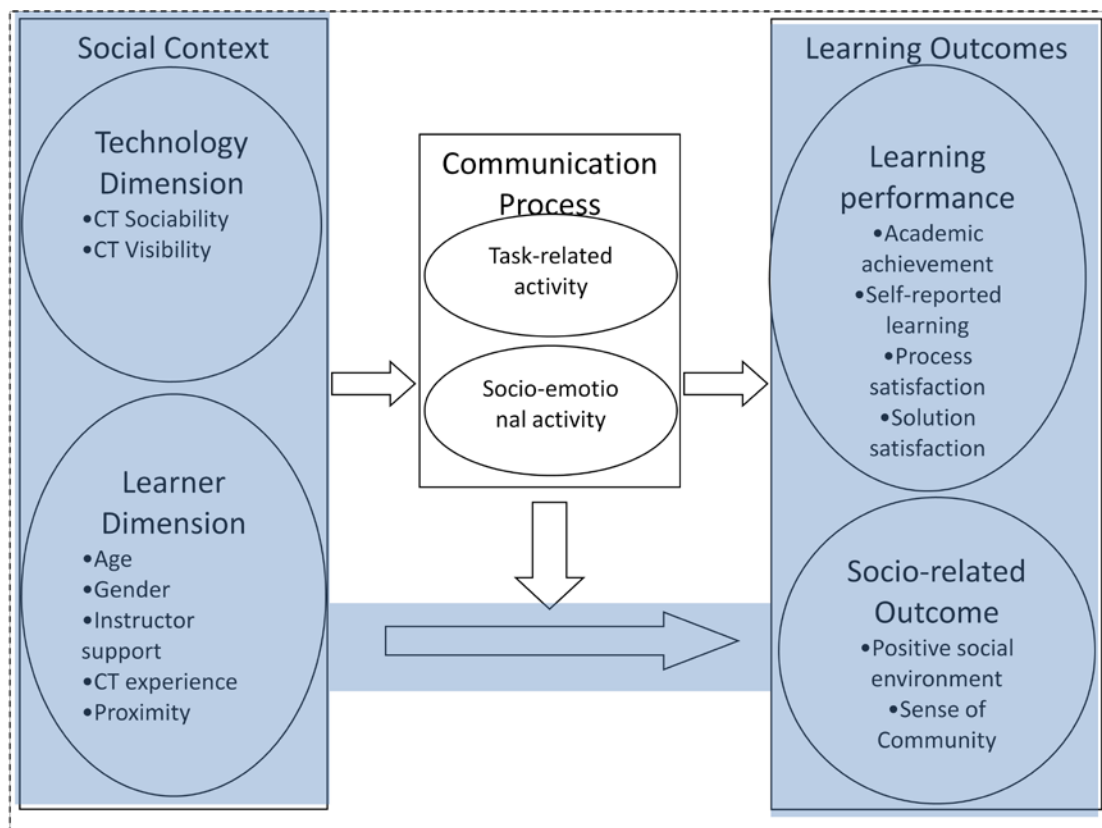 Social Context
Technology
Dimension
•CT Sociability
•CT Visibility
Learner
Dimension
•Age
•Gender
•Instructor
support
•CT experience
•Proximity
Communication
Process
Task-related
activity
Socio-emotio
nal activity
Learning Outcomes
Learning
performance
•Academic
achievement
•Self-reported
learning
•Process
satisfaction
•Solution
satisfaction
Socio-related
Outcome
•Positive social
environment
•Sense of
Community